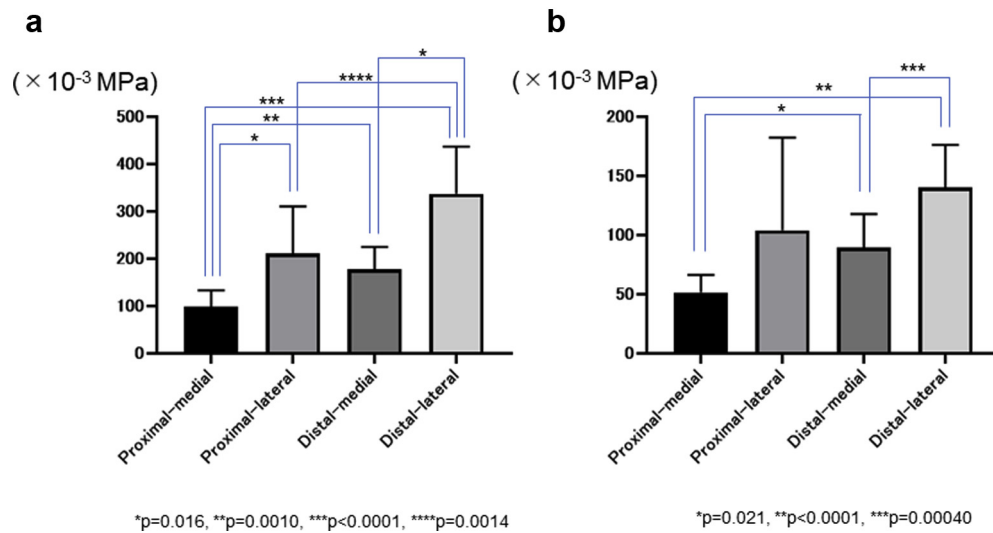 a
(×10-3 MPa)
500
400
300
200
100
0
*
****
***
**
*
Proximal-medial
Proximal-lateral
Distal-medial
Distal-lateral
*p=0.016, **p=0.0010, ***p<0.0001, ****p=0.0014
b
(×10-3 MPa)
200
150
100
50
0
***
**
*
Proximal-medial
Proximal-lateral
Distal-medial
Distal-lateral
*p=0.021, **p<0.0001, ***p=0.00040